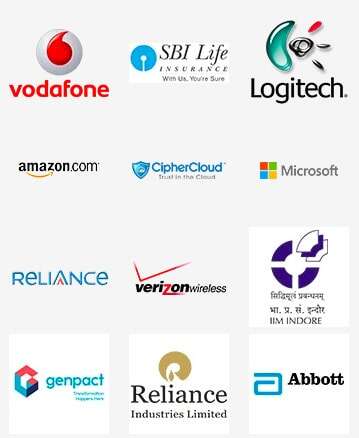 vodafone
SBI Life
INSURANCE
With Us, You're Sure
Logitech
amazon.com
CipherCloud
Trust in the Cloud
Microsoft
RELIANCE
verizonwireless
सिद्धिमूलं प्रबन्धनम्
भा. प्र. सं. इन्दौर
IIM INDORE
genpact
Transformation
Happens Here
Reliance
Industries Limited
Abbott